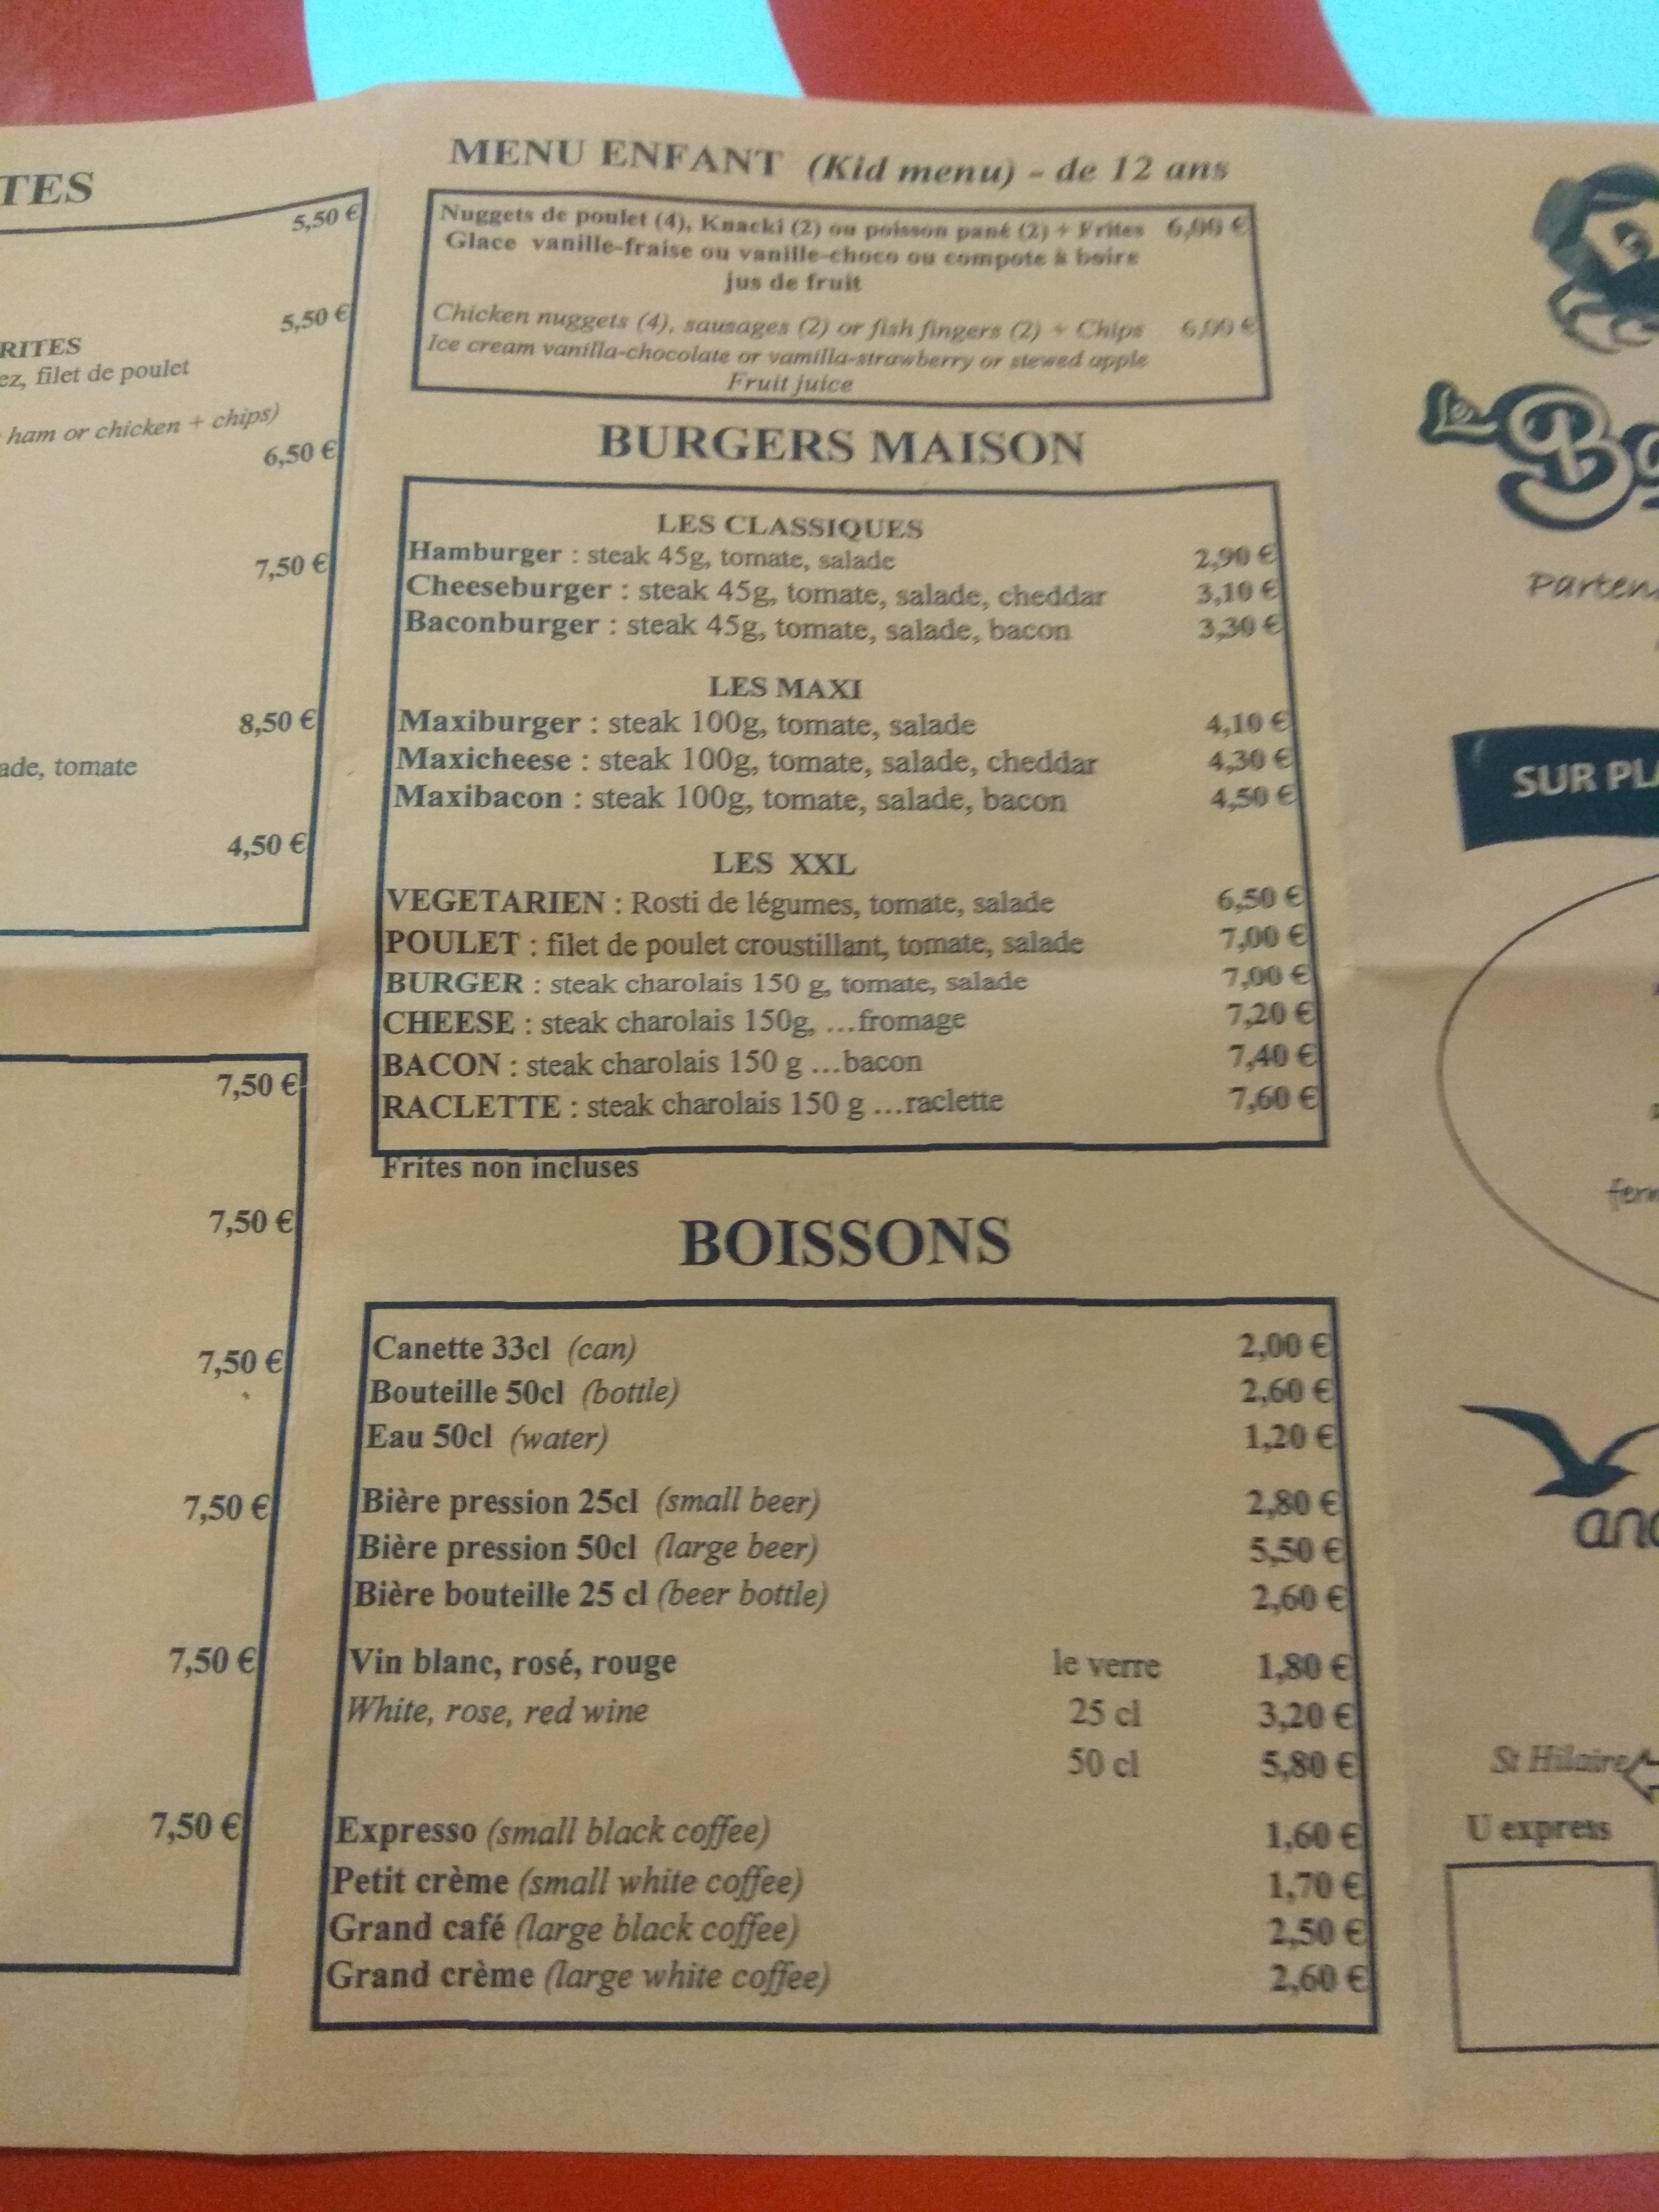 TES
5,50 €
5,50 €
RITES
ez, filet de poulet
ham or chicken + chips)
6,50 €
7,50 €
8,50 €
ade, tomate
4,50 €
7,50 €
7,50 €
7,50 €
7,50 €
7,50 €
7,50 €
MENU ENFANT (Kid menu) - de 12 ans
Nuggets de poulet (4), Knacki (2) ou poisson pané (2) + Frites 6,00 €
Glace vanille-fraise ou vanille-choco ou compote à boire
jus de fruit
Chicken nuggets (4), sausages (2) or fish fingers (2) + Chips 6,00 €
Ice cream vanilla-chocolate or vamilla-strawberry or stewed apple
Fruit juice
BURGERS MAISON
LES CLASSIQUES
Hamburger : steak 45g, tomate, salade 2,90 €
Cheeseburger : steak 45g, tomate, salade, cheddar 3,10 €
Baconburger : steak 45g, tomate, salade, bacon 3,30 €
LES MAXI
Maxiburger : steak 100g, tomate, salade 4,10 €
Maxicheese : steak 100g, tomate, salade, cheddar 4,30 €
Maxibacon : steak 100g, tomate, salade, bacon 4,50 €
LES XXL
VEGETARIEN : Rosti de légumes, tomate, salade 6,50 €
POULET : filet de poulet croustillant, tomate, salade 7,00 €
BURGER : steak charolais 150 g, tomate, salade 7,00 €
CHEESE : steak charolais 150g, ...fromage 7,20 €
BACON : steak charolais 150 g ...bacon 7,40 €
RACLETTE : steak charolais 150 g ...raclette 7,60 €
Frites non incluses
BOISSONS
Canette 33cl (can) 2,00 €
Bouteille 50cl (bottle) 2,60 €
Eau 50cl (water) 1,20 €
Bière pression 25cl (small beer) 2,80 €
Bière pression 50cl (large beer) 5,50 €
Bière bouteille 25 cl (beer bottle) 2,60 €
Vin blanc, rosé, rouge le verre 1,80 €
White, rose, red wine 25 cl 3,20 €
50 cl 5,80 €
Expresso (small black coffee) 1,60 €
Petit crème (small white coffee) 1,70 €
Grand café (large black coffee) 2,50 €
Grand crème (large white coffee) 2,60 €
Le Ba
Parten
SUR PLA
ferm
anc
St Hilaire
U express